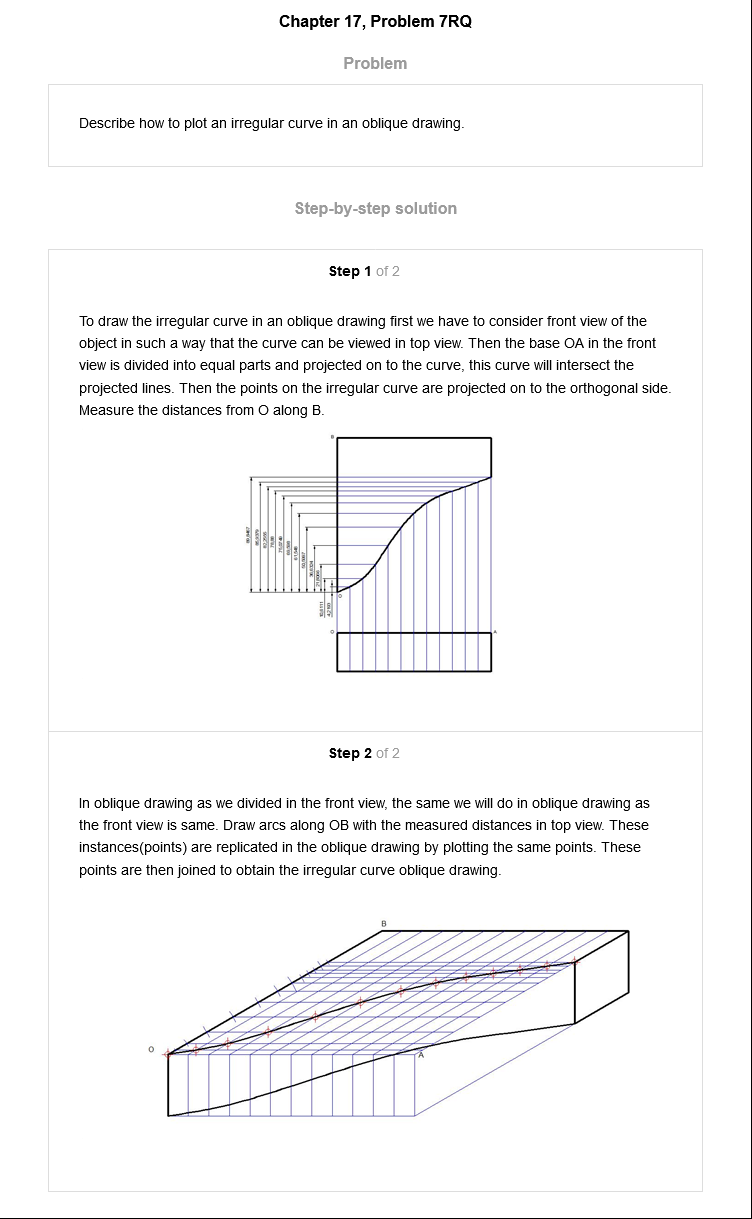 Chapter 17, Problem 7RQ
Problem
Describe how to plot an irregular curve in an oblique drawing.
Step-by-step solution
Step 1 of 2
To draw the irregular curve in an oblique drawing first we have to consider front view of the
object in such a way that the curve can be viewed in top view. Then the base OA in the front
view is divided into equal parts and projected on to the curve, this curve will intersect the
projected lines. Then the points on the irregular curve are projected on to the orthogonal side.
Measure the distances from O along B.
B
O
O
A
Step 2 of 2
In oblique drawing as we divided in the front view, the same we will do in oblique drawing as
the front view is same. Draw arcs along OB with the measured distances in top view. These
instances(points) are replicated in the oblique drawing by plotting the same points. These
points are then joined to obtain the irregular curve oblique drawing.
B
O
A